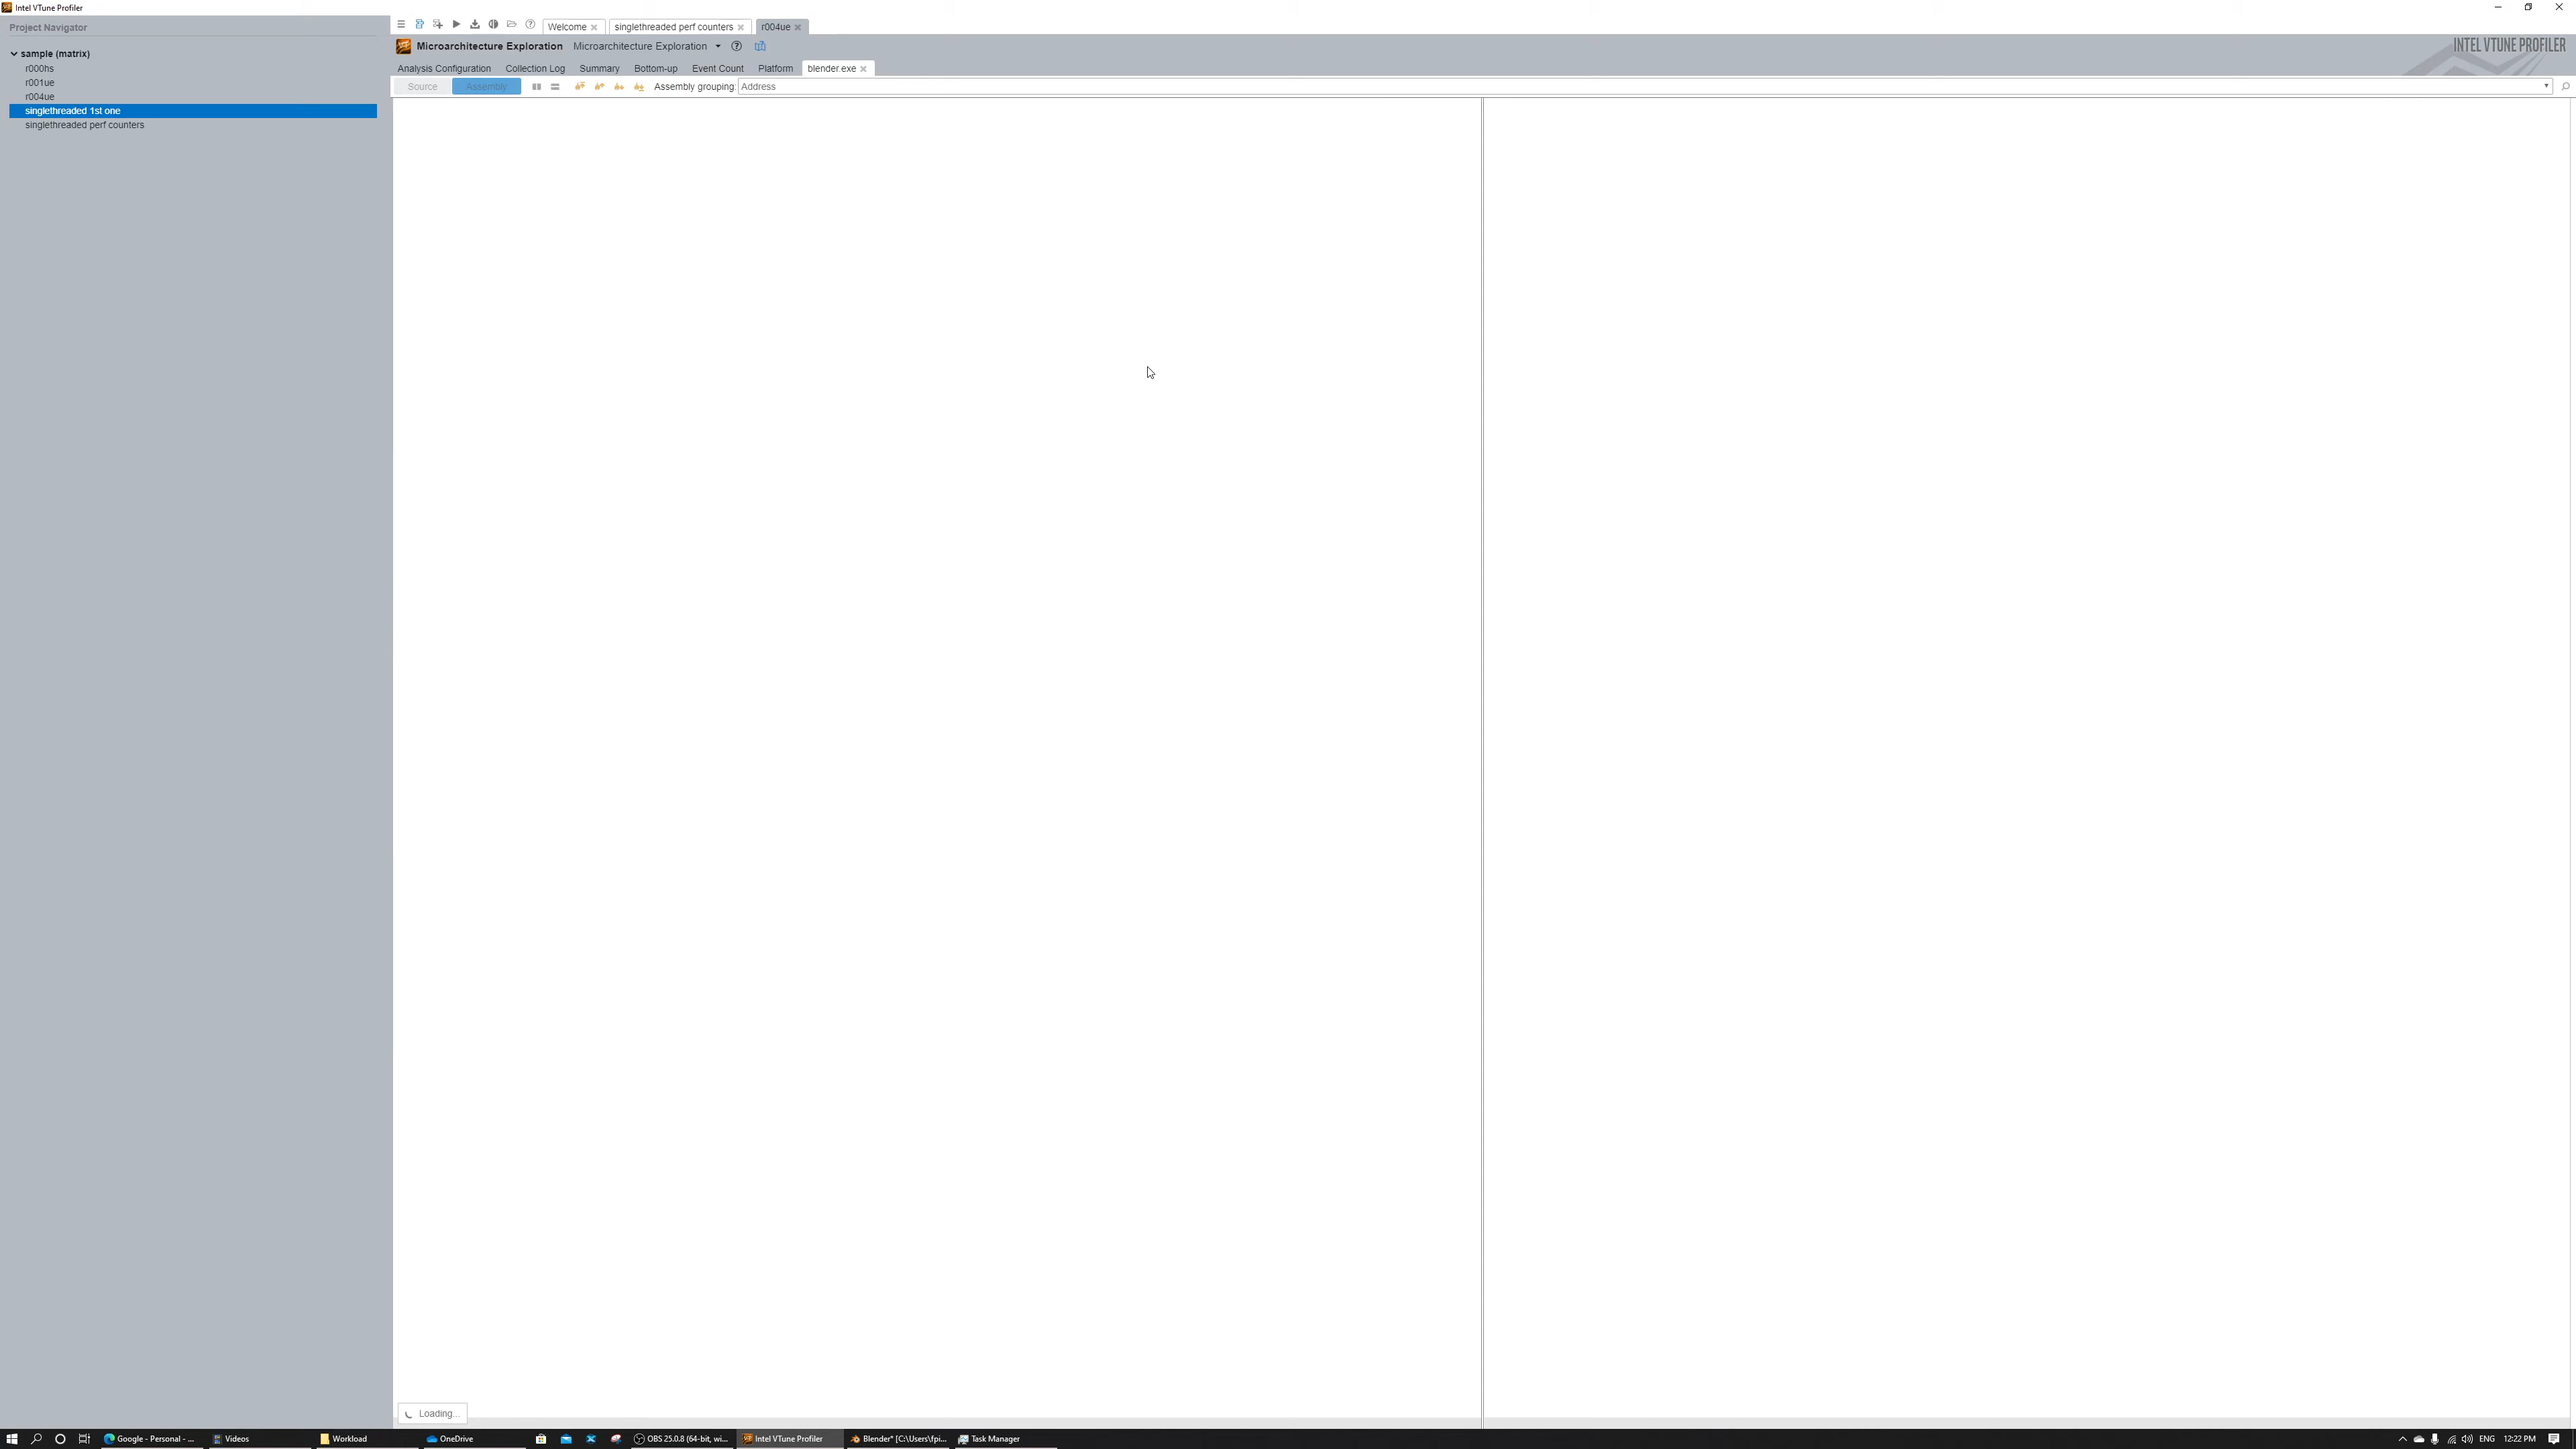 Intel VTune Profiler
Project Navigator
sample (matrix)
r000hs
r001ue
r004ue
singlethreaded 1st one
singlethreaded perf counters
Welcome
singlethreaded perf counters
r004ue
Microarchitecture Exploration Microarchitecture Exploration
INTEL VTUNE PROFILER
Analysis Configuration Collection Log Summary Bottom-up Event Count Platform blender.exe
Source Assembly Assembly grouping: Address
Loading...
Google - Personal - ... Videos Workload OneDrive OBS 25.0.8 (64-bit, wi... Intel VTune Profiler Blender* [C:\Users\fpi... Task Manager ENG 12:22 PM